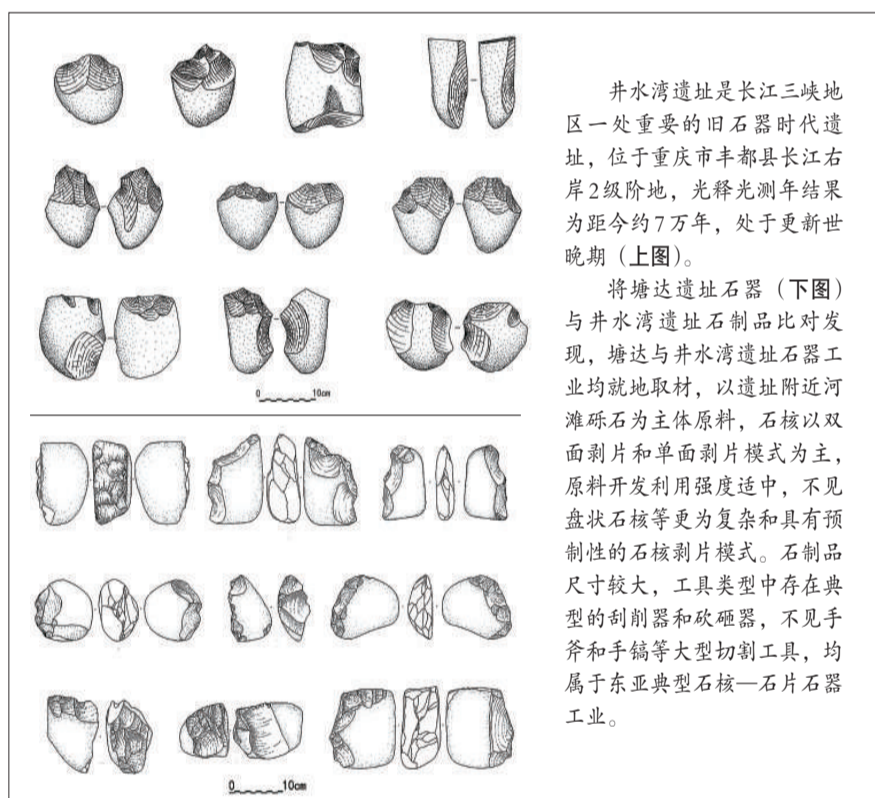 井水湾遗址是长江三峡地
区一处重要的旧石器时代遗
址，位于重庆市丰都县长江右
岸2级阶地，光释光测年结果
为距今约7万年，处于更新世
晚期（上图）。
将塘达遗址石器（下图）
与井水湾遗址石制品比对发
现，塘达与井水湾遗址石器工
业均就地取材，以遗址附近河
滩砾石为主体原料，石核以双
面剥片和单面剥片模式为主，
原料开发利用强度适中，不见
盘状石核等更为复杂和具有预
制性的石核剥片模式。石制品
尺寸较大，工具类型中存在典
型的刮削器和砍砸器，不见手
斧和手镐等大型切割工具，均
属于东亚典型石核—石片石器
工业。
0 10cm
0 10cm